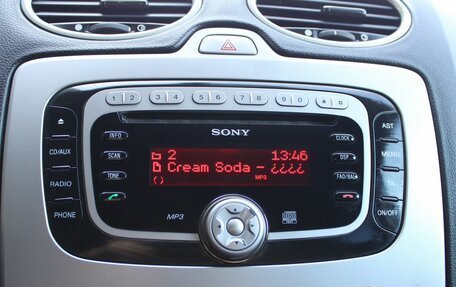 1 2 3 4 5 6 7 8 9 0 * #
SONY
INFO
CLOCK
AST
CD/AUX
SCAN
DSP
MENU
RADIO
TONE
FAD/BAL
PHONE
ON/OFF
2 13:46
Cream Soda – ¿¿¿¿
( ) MP3
MP3